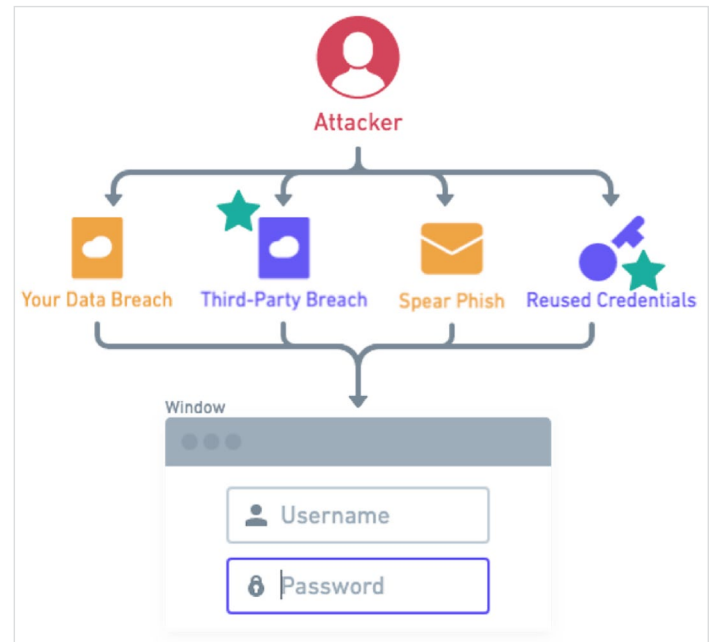 Attacker
Your Data Breach
Third-Party Breach
Spear Phish
Reused Credentials
Window
Username
Password